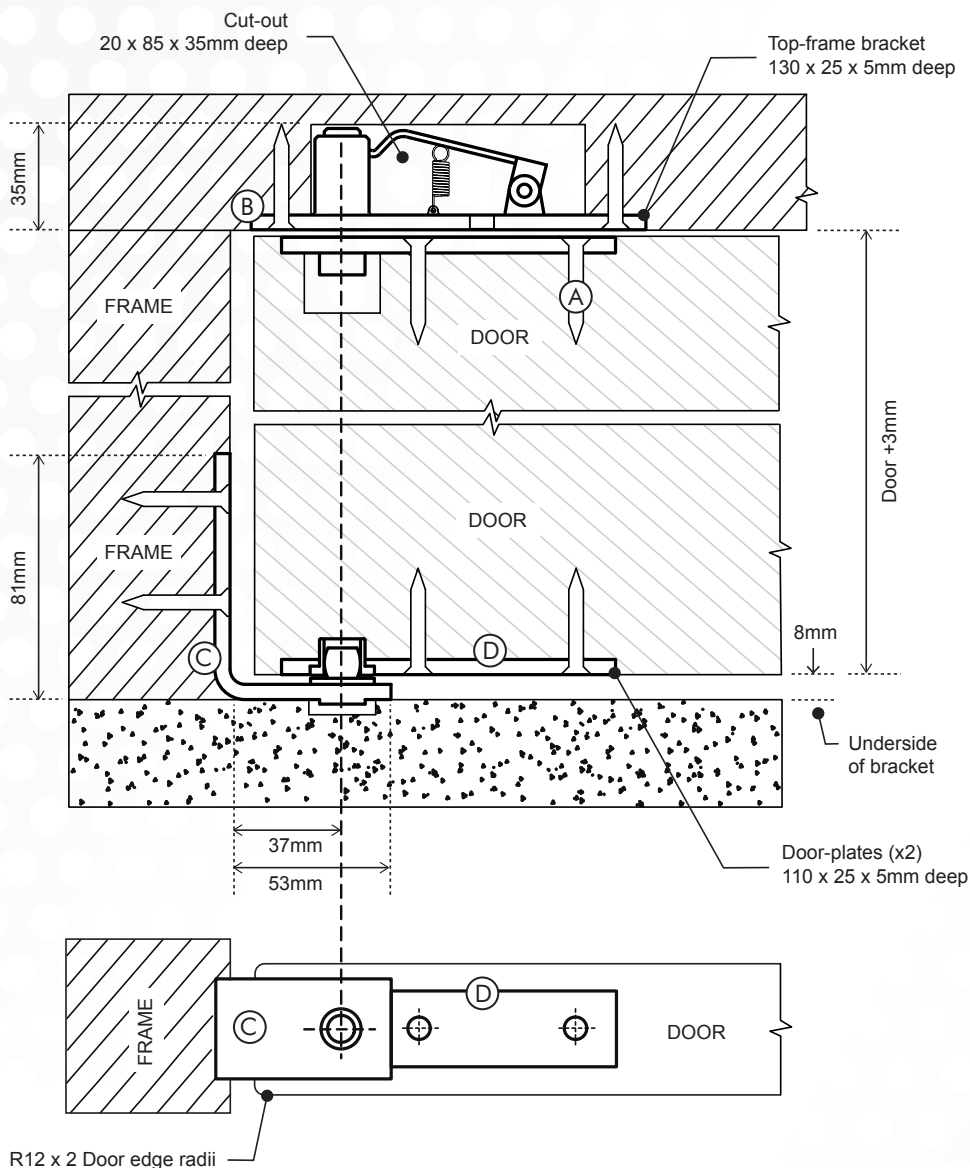 Cut-out
20 x 85 x 35mm deep
Top-frame bracket
130 x 25 x 5mm deep
35mm
B
FRAME
A
DOOR
Door +3mm
DOOR
81mm
FRAME
C
D
8mm
Underside
of bracket
37mm
53mm
Door-plates (x2)
110 x 25 x 5mm deep
FRAME
C
D
DOOR
R12 x 2 Door edge radii